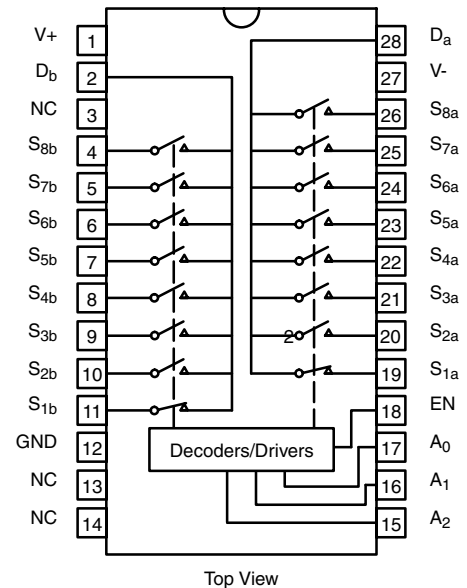 V+ 1 28 Da
Db 2 27 V-
NC 3 26 S8a
S8b 4 25 S7a
S7b 5 24 S6a
S6b 6 23 S5a
S5b 7 22 S4a
S4b 8 21 S3a
S3b 9 2 20 S2a
S2b 10 19 S1a
S1b 11 18 EN
GND 12 Decoders/Drivers 17 A0
NC 13 16 A1
NC 14 15 A2
Top View